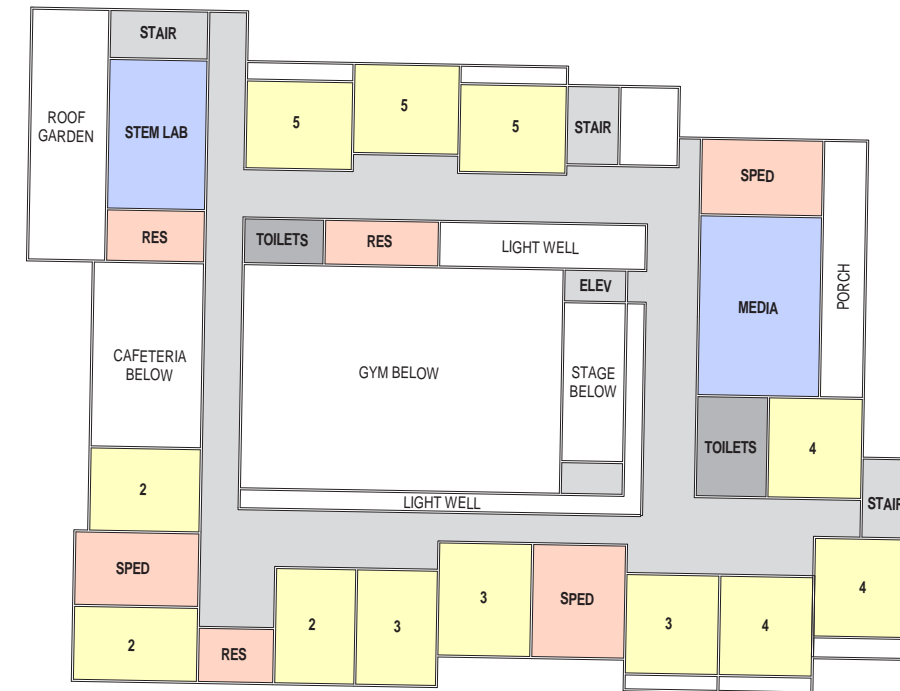 STAIR
ROOF
GARDEN
STEM LAB
5
5
5
STAIR
SPED
RES
TOILETS
RES
LIGHT WELL
ELEV
MEDIA
PORCH
CAFETERIA
BELOW
GYM BELOW
STAGE
BELOW
TOILETS
4
2
LIGHT WELL
STAIR
SPED
2
RES
2
3
3
SPED
3
4
4